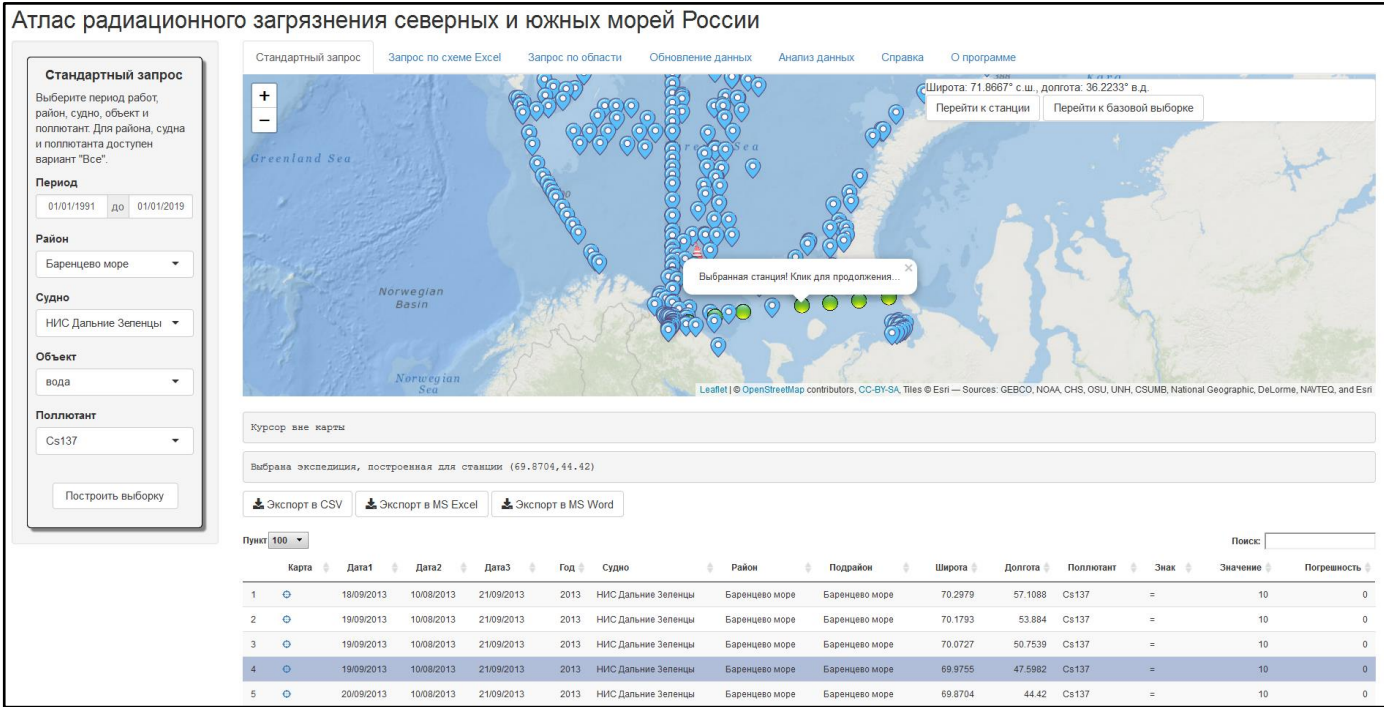 Атлас радиационного загрязнения северных и южных морей России
Стандартный запрос
Выберите период работ,
район, судно, объект и
поллютант. Для района, судна
и поллютанта доступен
вариант "Все".
Период
01/01/1991 до 01/01/2019
Район
Баренцево море
Судно
НИС Дальние Зеленцы
Объект
вода
Поллютант
Cs137
Построить выборку
Стандартный запрос Запрос по схеме Excel Запрос по области Обновление данных Анализ данных Справка О программе
+
−
Широта: 71.8667° с.ш., долгота: 36.2233° в.д.
Перейти к станции Перейти к базовой выборке
Greenland Sea
Sea
Kara
Выбранная станция! Клик для продолжения... ×
Norwegian
Basin
Norwegian
Sea
Leaflet | © OpenStreetMap contributors, CC-BY-SA, Tiles © Esri — Sources: GEBCO, NOAA, CHS, OSU, UNH, CSUMB, National Geographic, DeLorme, NAVTEQ, and Esri
Курсор вне карты
Выбрана экспедиция, построенная для станции (69.8704,44.42)
Экспорт в CSV Экспорт в MS Excel Экспорт в MS Word
Пункт 100 Поиск:
Карта Дата1 Дата2 Дата3 Год Судно Район Подрайон Широта Долгота Поллютант Знак Значение Погрешность
1 18/09/2013 10/08/2013 21/09/2013 2013 НИС Дальние Зеленцы Баренцево море Баренцево море 70.2979 57.1088 Cs137 = 10 0
2 19/09/2013 10/08/2013 21/09/2013 2013 НИС Дальние Зеленцы Баренцево море Баренцево море 70.1793 53.884 Cs137 = 10 0
3 19/09/2013 10/08/2013 21/09/2013 2013 НИС Дальние Зеленцы Баренцево море Баренцево море 70.0727 50.7539 Cs137 = 10 0
4 19/09/2013 10/08/2013 21/09/2013 2013 НИС Дальние Зеленцы Баренцево море Баренцево море 69.9755 47.5982 Cs137 = 10 0
5 20/09/2013 10/08/2013 21/09/2013 2013 НИС Дальние Зеленцы Баренцево море Баренцево море 69.8704 44.42 Cs137 = 10 0